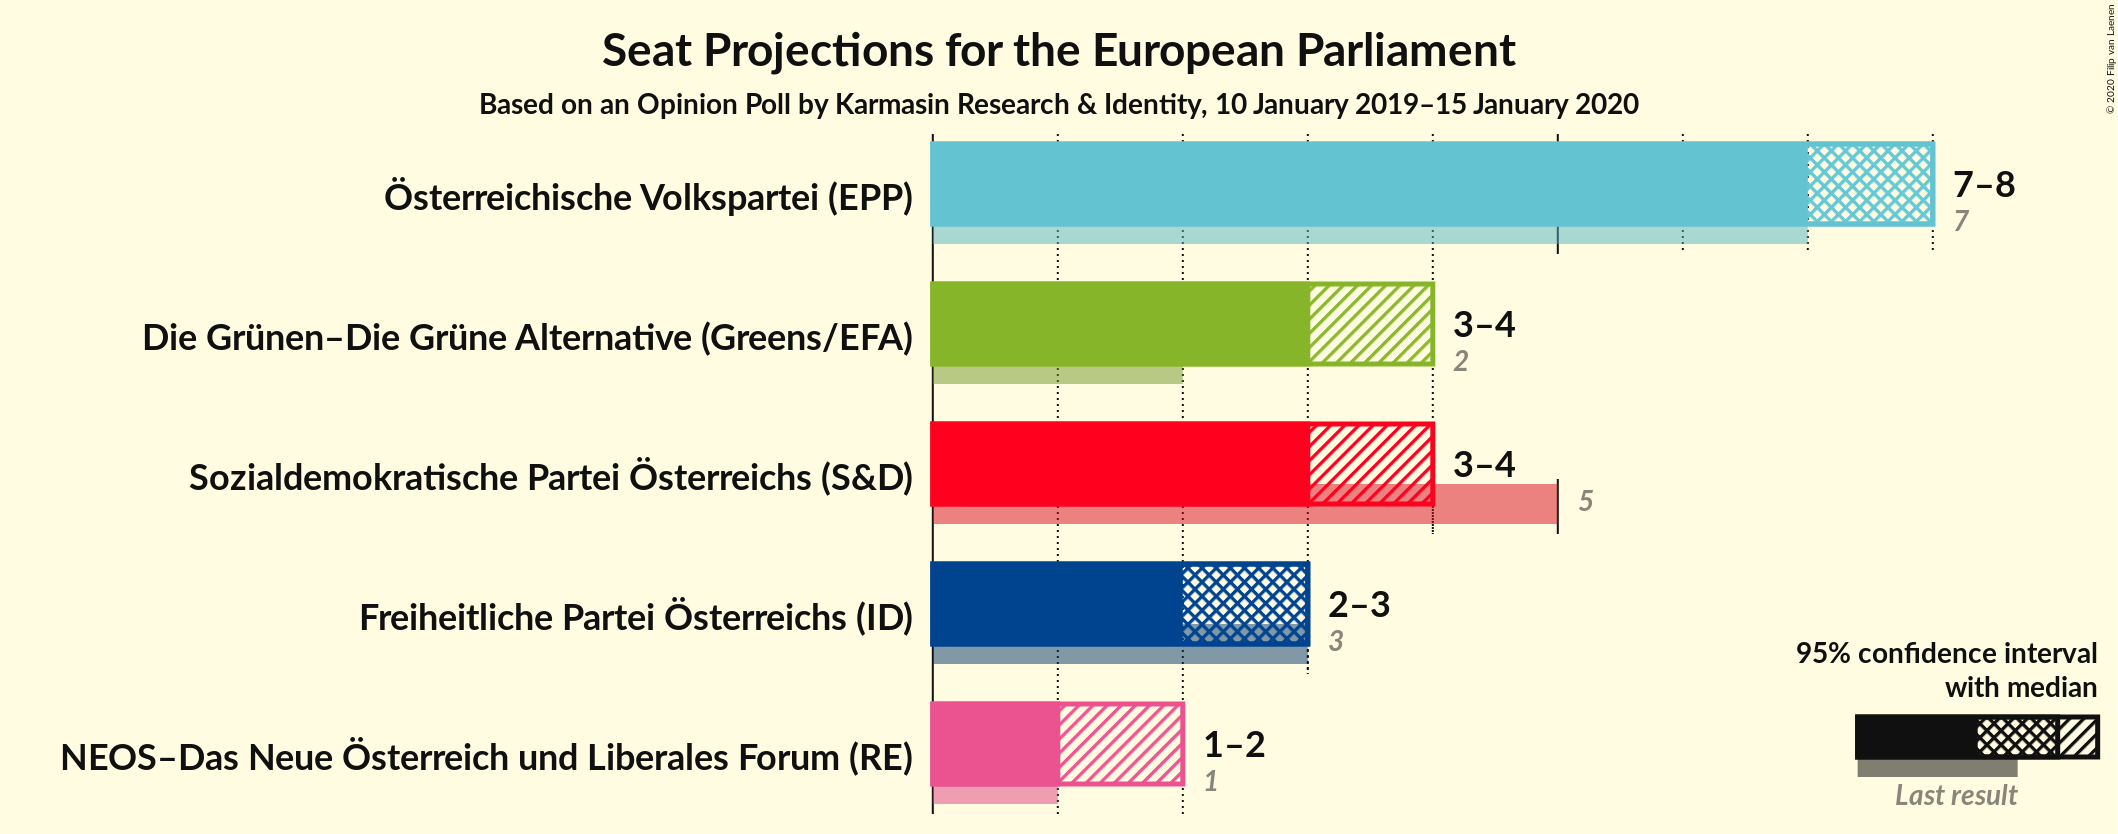 Seat Projections for the European Parliament
Based on an Opinion Poll by Karmasin Research & Identity, 10 January 2019–15 January 2020
© 2020 Filip van Laenen
Österreichische Volkspartei (EPP)
7–8
7
Die Grünen–Die Grüne Alternative (Greens/EFA)
3–4
2
Sozialdemokratische Partei Österreichs (S&D)
3–4
5
Freiheitliche Partei Österreichs (ID)
2–3
3
NEOS–Das Neue Österreich und Liberales Forum (RE)
1–2
1
95% confidence interval
with median
Last result